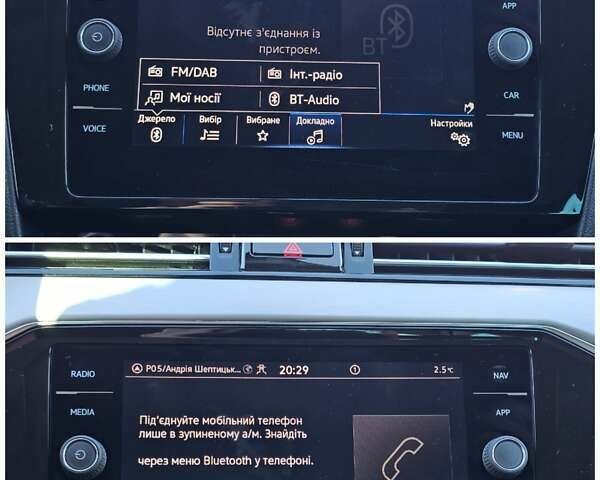 APP
Відсутнє з'єднання із
пристроєм.
BT
PHONE
FM/DAB
Інт.-радіо
CAR
Мої носії
BT-Audio
VOICE
Джерело
Вибір
Вибране
Докладно
Настройки
MENU
RADIO
P05/Андрія Шептицьк...
20:29
1
2.5°C
NAV
MEDIA
APP
Під'єднуйте мобільний телефон
лише в зупиненому а/м. Знайдіть
через меню Bluetooth у телефоні.